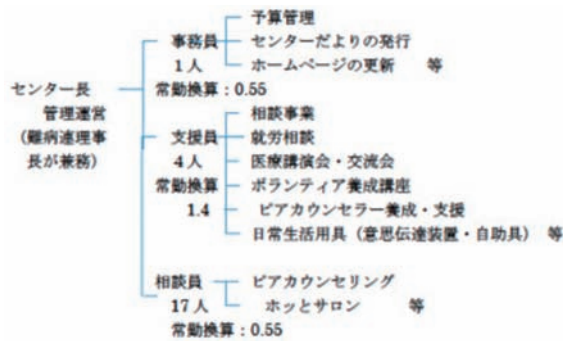 センター長
管理運営
(難病連理事
長が兼務)
事務員
1人
常勤換算：0.55
予算管理
センターだよりの発行
ホームページの更新　等
支援員
4人
常勤換算
1.4
相談事業
就労相談
医療講演会・交流会
ボランティア養成講座
ピアカウンセラー養成・支援
日常生活用具（意思伝達装置・自助具）等
相談員
17人
常勤換算：0.55
ピアカウンセリング
ホッとサロン　等